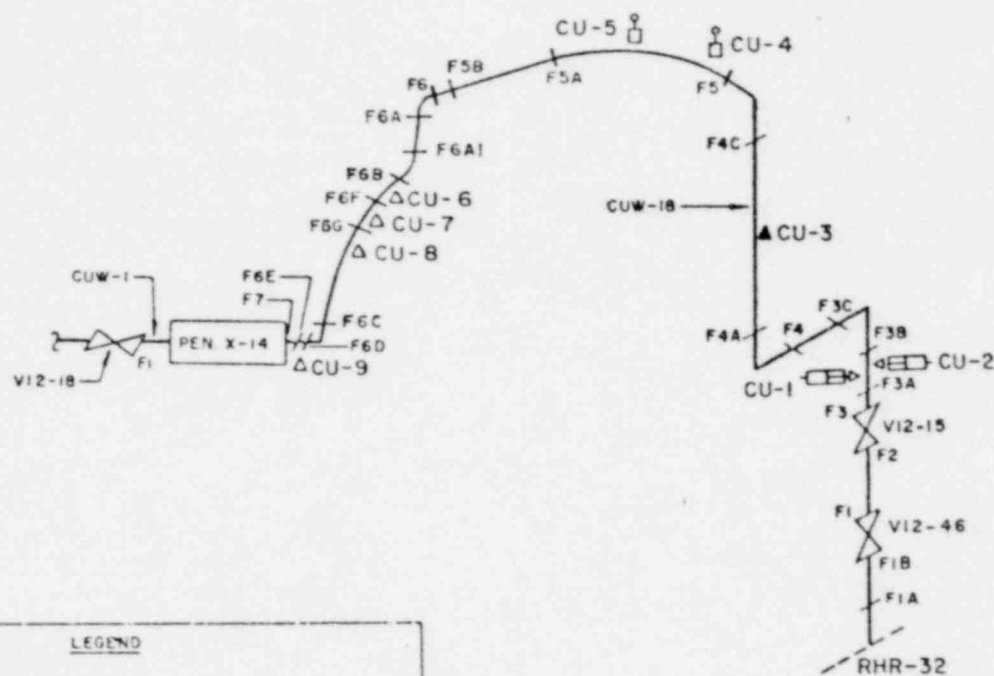 CU-5
CU-4
F6
F5B
F5A
F5
F6A
F4C
F6A1
F6B
F6F
CU-6
CUW-18
F6G
CU-7
CU-3
CU-8
CUW-1
F6E
F7
F6C
F4A
F4
F3C
F3B
F1
PEN. X-14
F6D
CU-2
V12-18
CU-9
CU-1
F3A
F3
V12-15
F2
F1
V12-46
F1B
F1A
LEGEND
RHR-32